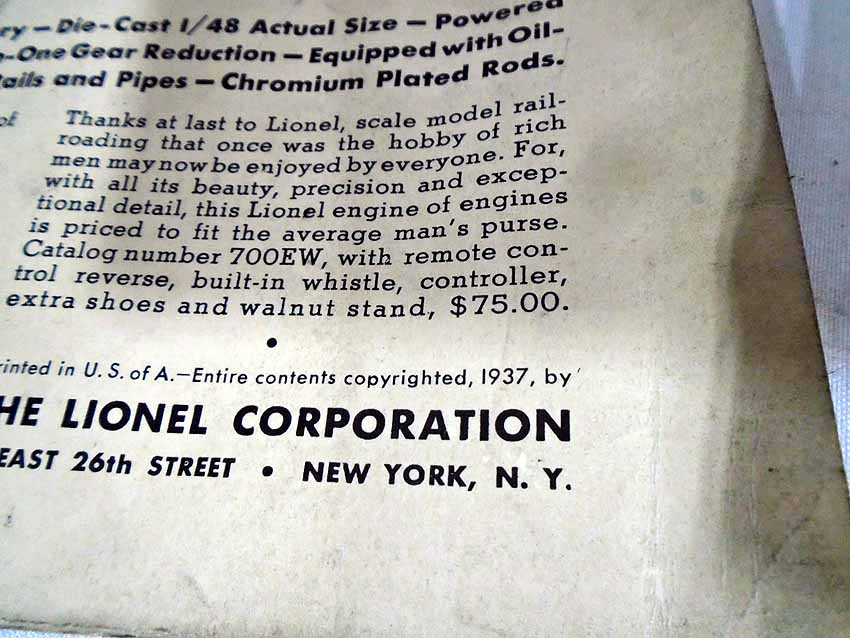 ry — Die-Cast 1/48 Actual Size — Powered
-One Gear Reduction — Equipped with Oil-
ails and Pipes — Chromium Plated Rods.
of Thanks at last to Lionel, scale model rail-
roading that once was the hobby of rich
men may now be enjoyed by everyone. For,
with all its beauty, precision and excep-
tional detail, this Lionel engine of engines
is priced to fit the average man's purse.
Catalog number 700EW, with remote con-
trol reverse, built-in whistle, controller,
extra shoes and walnut stand, $75.00.
•
rinted in U. S. of A.—Entire contents copyrighted, 1937, by
HE LIONEL CORPORATION
EAST 26th STREET • NEW YORK, N. Y.